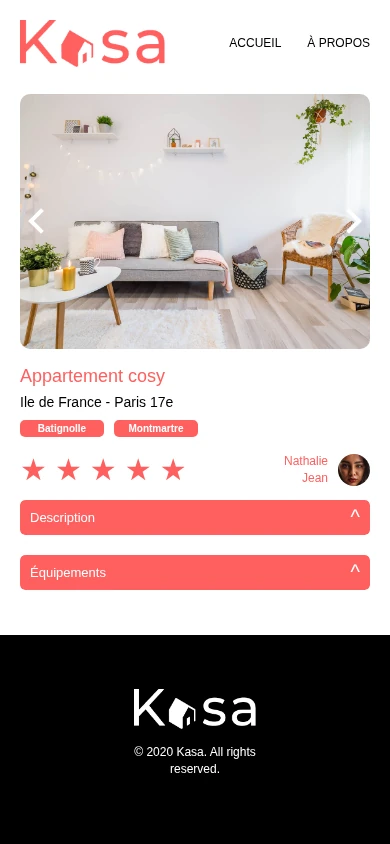 Kasa
ACCUEIL À PROPOS
Appartement cosy
Ile de France - Paris 17e
Batignolle Montmartre
Nathalie
Jean
Description
Équipements
Kasa
© 2020 Kasa. All rights
reserved.